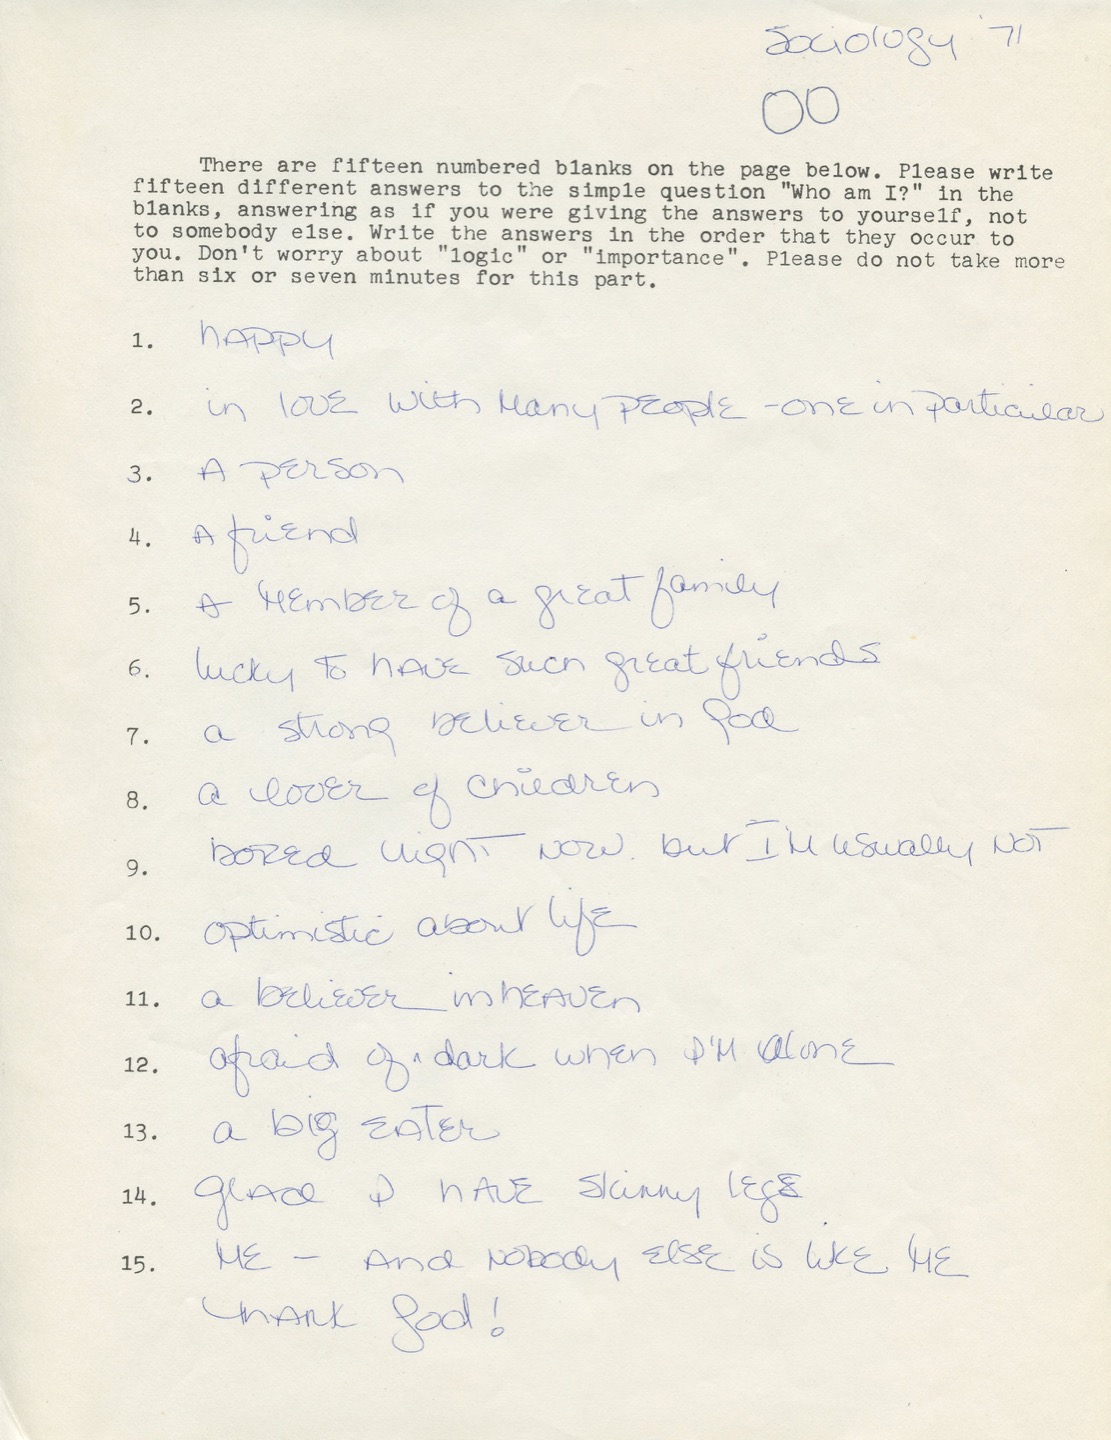 Sociology '71
00
There are fifteen numbered blanks on the page below. Please write
fifteen different answers to the simple question "Who am I?" in the
blanks, answering as if you were giving the answers to yourself, not
to somebody else. Write the answers in the order that they occur to
you. Don't worry about "logic" or "importance". Please do not take more
than six or seven minutes for this part.
1. happy
2. in love with many people - one in particular
3. A person
4. A friend
5. A member of a great family
6. lucky to have such great friends
7. a strong believer in God
8. a lover of children
9. bored right now. but I'm usually not
10. optimistic about life
11. a believer in heaven
12. afraid of dark when I'm alone
13. a big eater
14. glad I have skinny legs
15. ME - And nobody else is like ME
thank God!